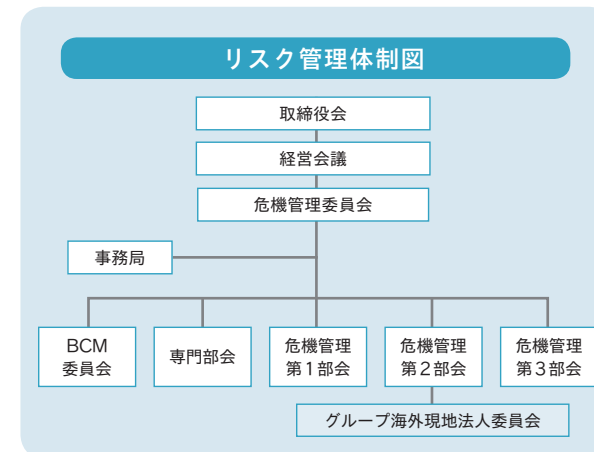 リスク管理体制図
取締役会
経営会議
危機管理委員会
事務局
BCM
委員会
専門部会
危機管理
第1部会
危機管理
第2部会
危機管理
第3部会
グループ海外現地法人委員会